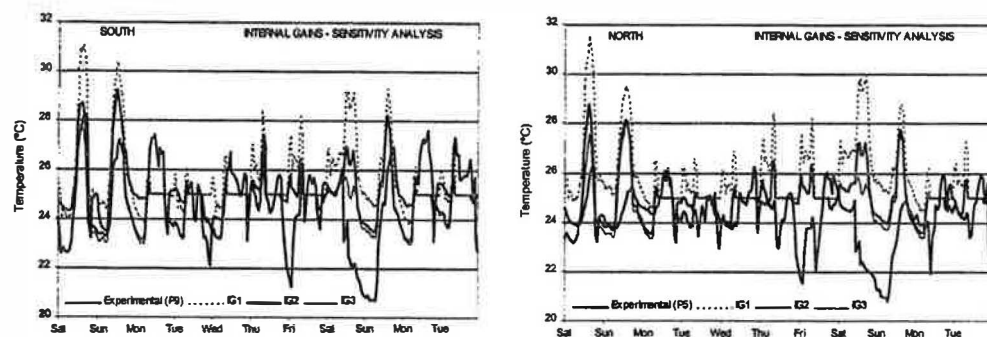 SOUTH
INTERNAL GAINS - SENSITIVITY ANALYSIS
Temperature (°C)
32
30
28
26
24
22
20
Experimental (P9) IG1 IG2 IG3
Sat Sun Mon Tue Wed Thu Fri Sat Sun Mon Tue
NORTH
INTERNAL GAINS - SENSITIVITY ANALYSIS
Temperature (°C)
32
30
28
26
24
22
20
Experimental (P5) IG1 IG2 IG3
Sat Sun Mon Tue Wed Thu Fri Sat Sun Mon Tue